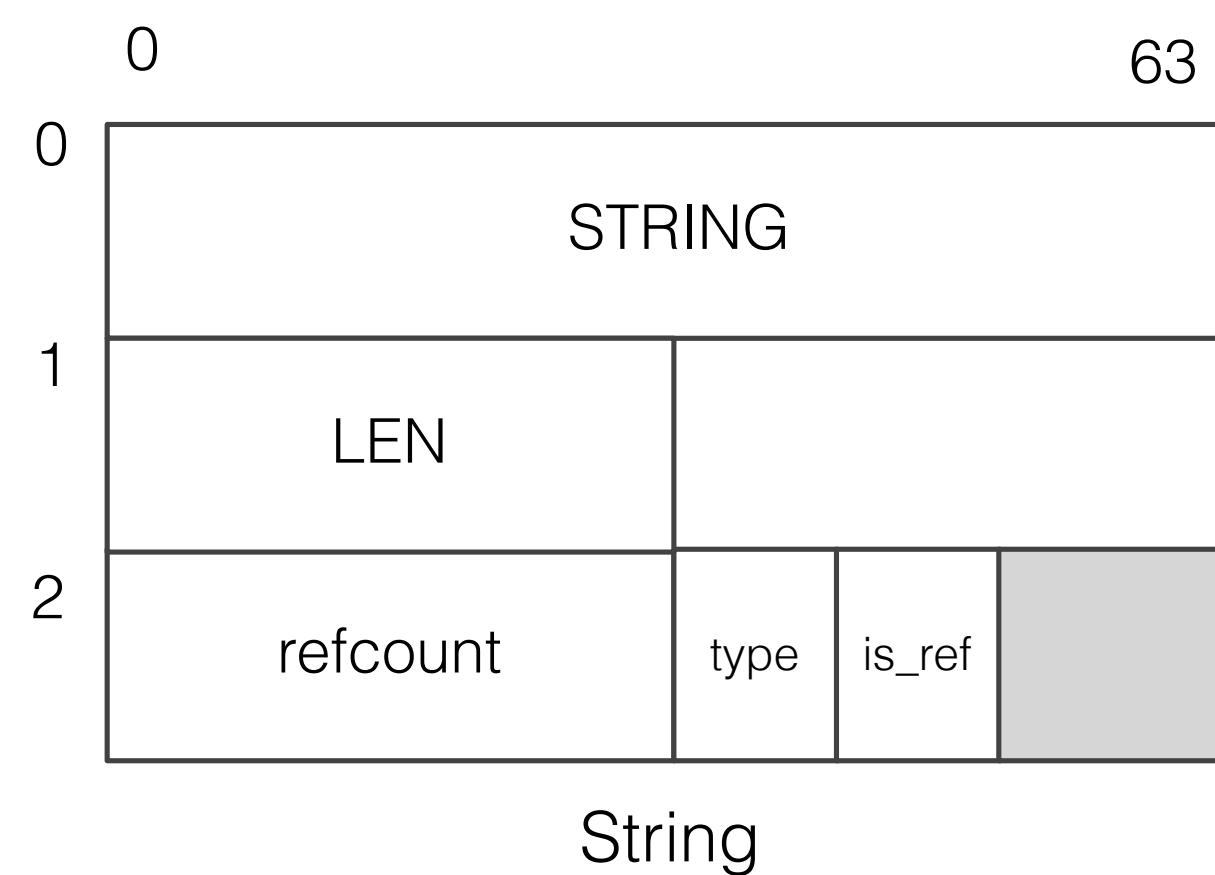 0 63
0
STRING
1
LEN
2
refcount type is_ref
String